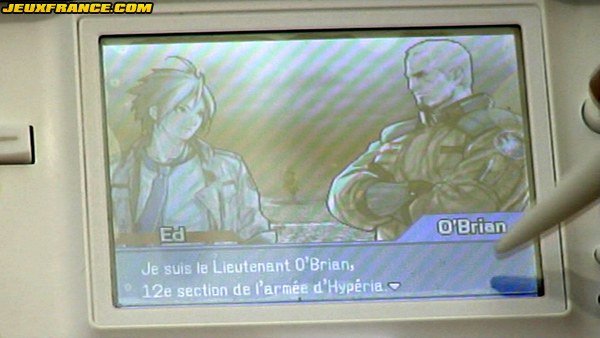 JEUXFRANCE.COM
Ed
O'Brian
Je suis le Lieutenant O'Brian,
12e section de l'armée d'Hypéria.